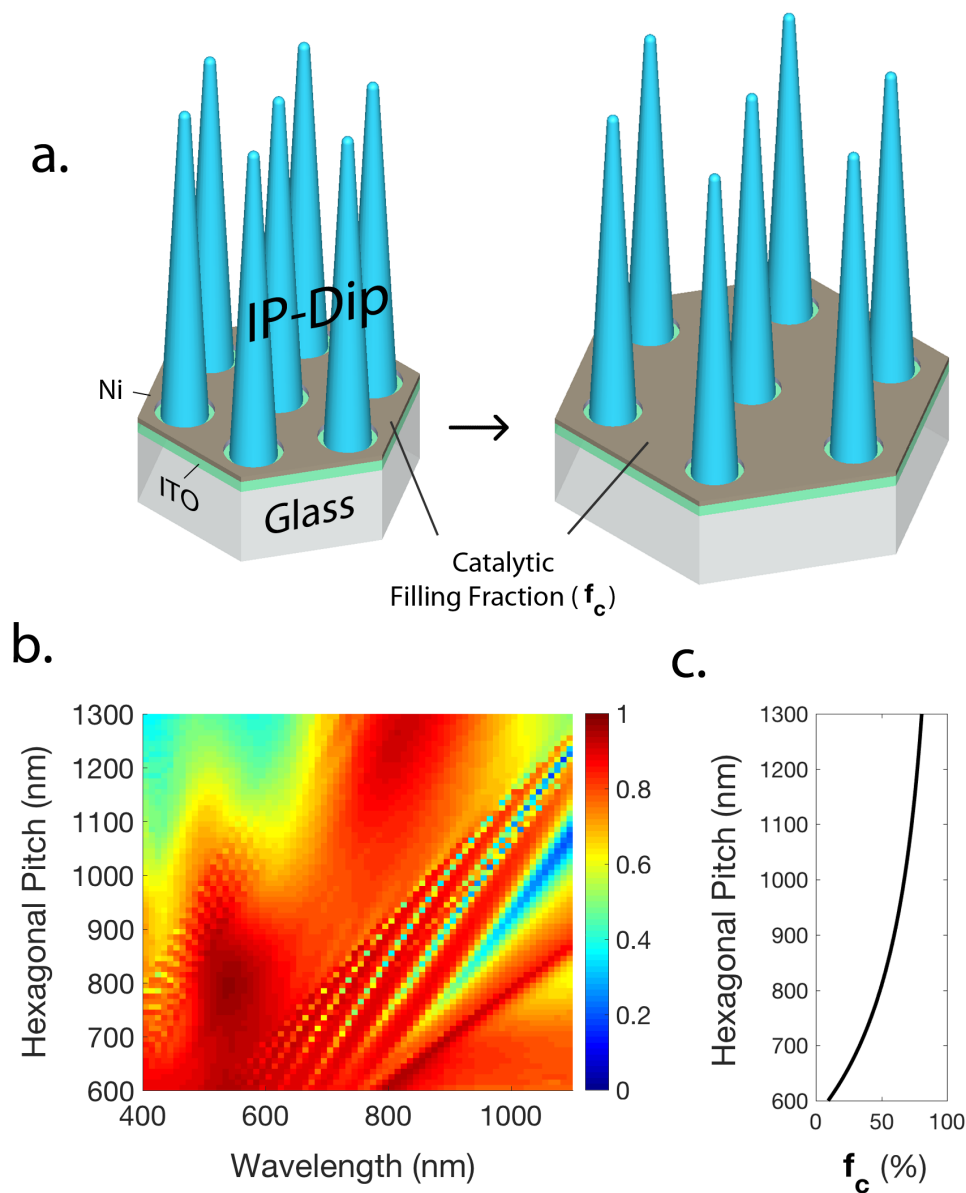 a.
IP-Dip
Ni
ITO
Glass
Catalytic
Filling Fraction ( f_c )
b.
Hexagonal Pitch (nm)
1300
1200
1100
1000
900
800
700
600
400
600
800
1000
Wavelength (nm)
1
0.8
0.6
0.4
0.2
0
c.
Hexagonal Pitch (nm)
1300
1200
1100
1000
900
800
700
600
0
50
100
f_c (%)